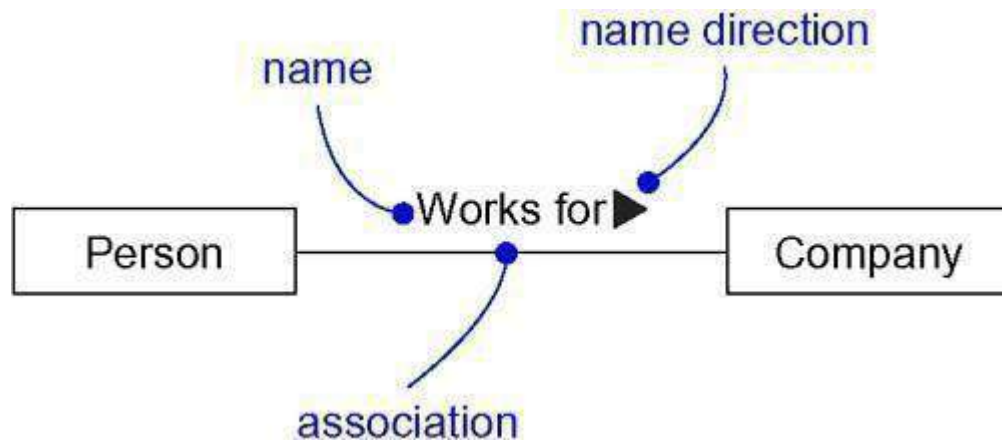 name direction
name
Works for
Person
Company
association